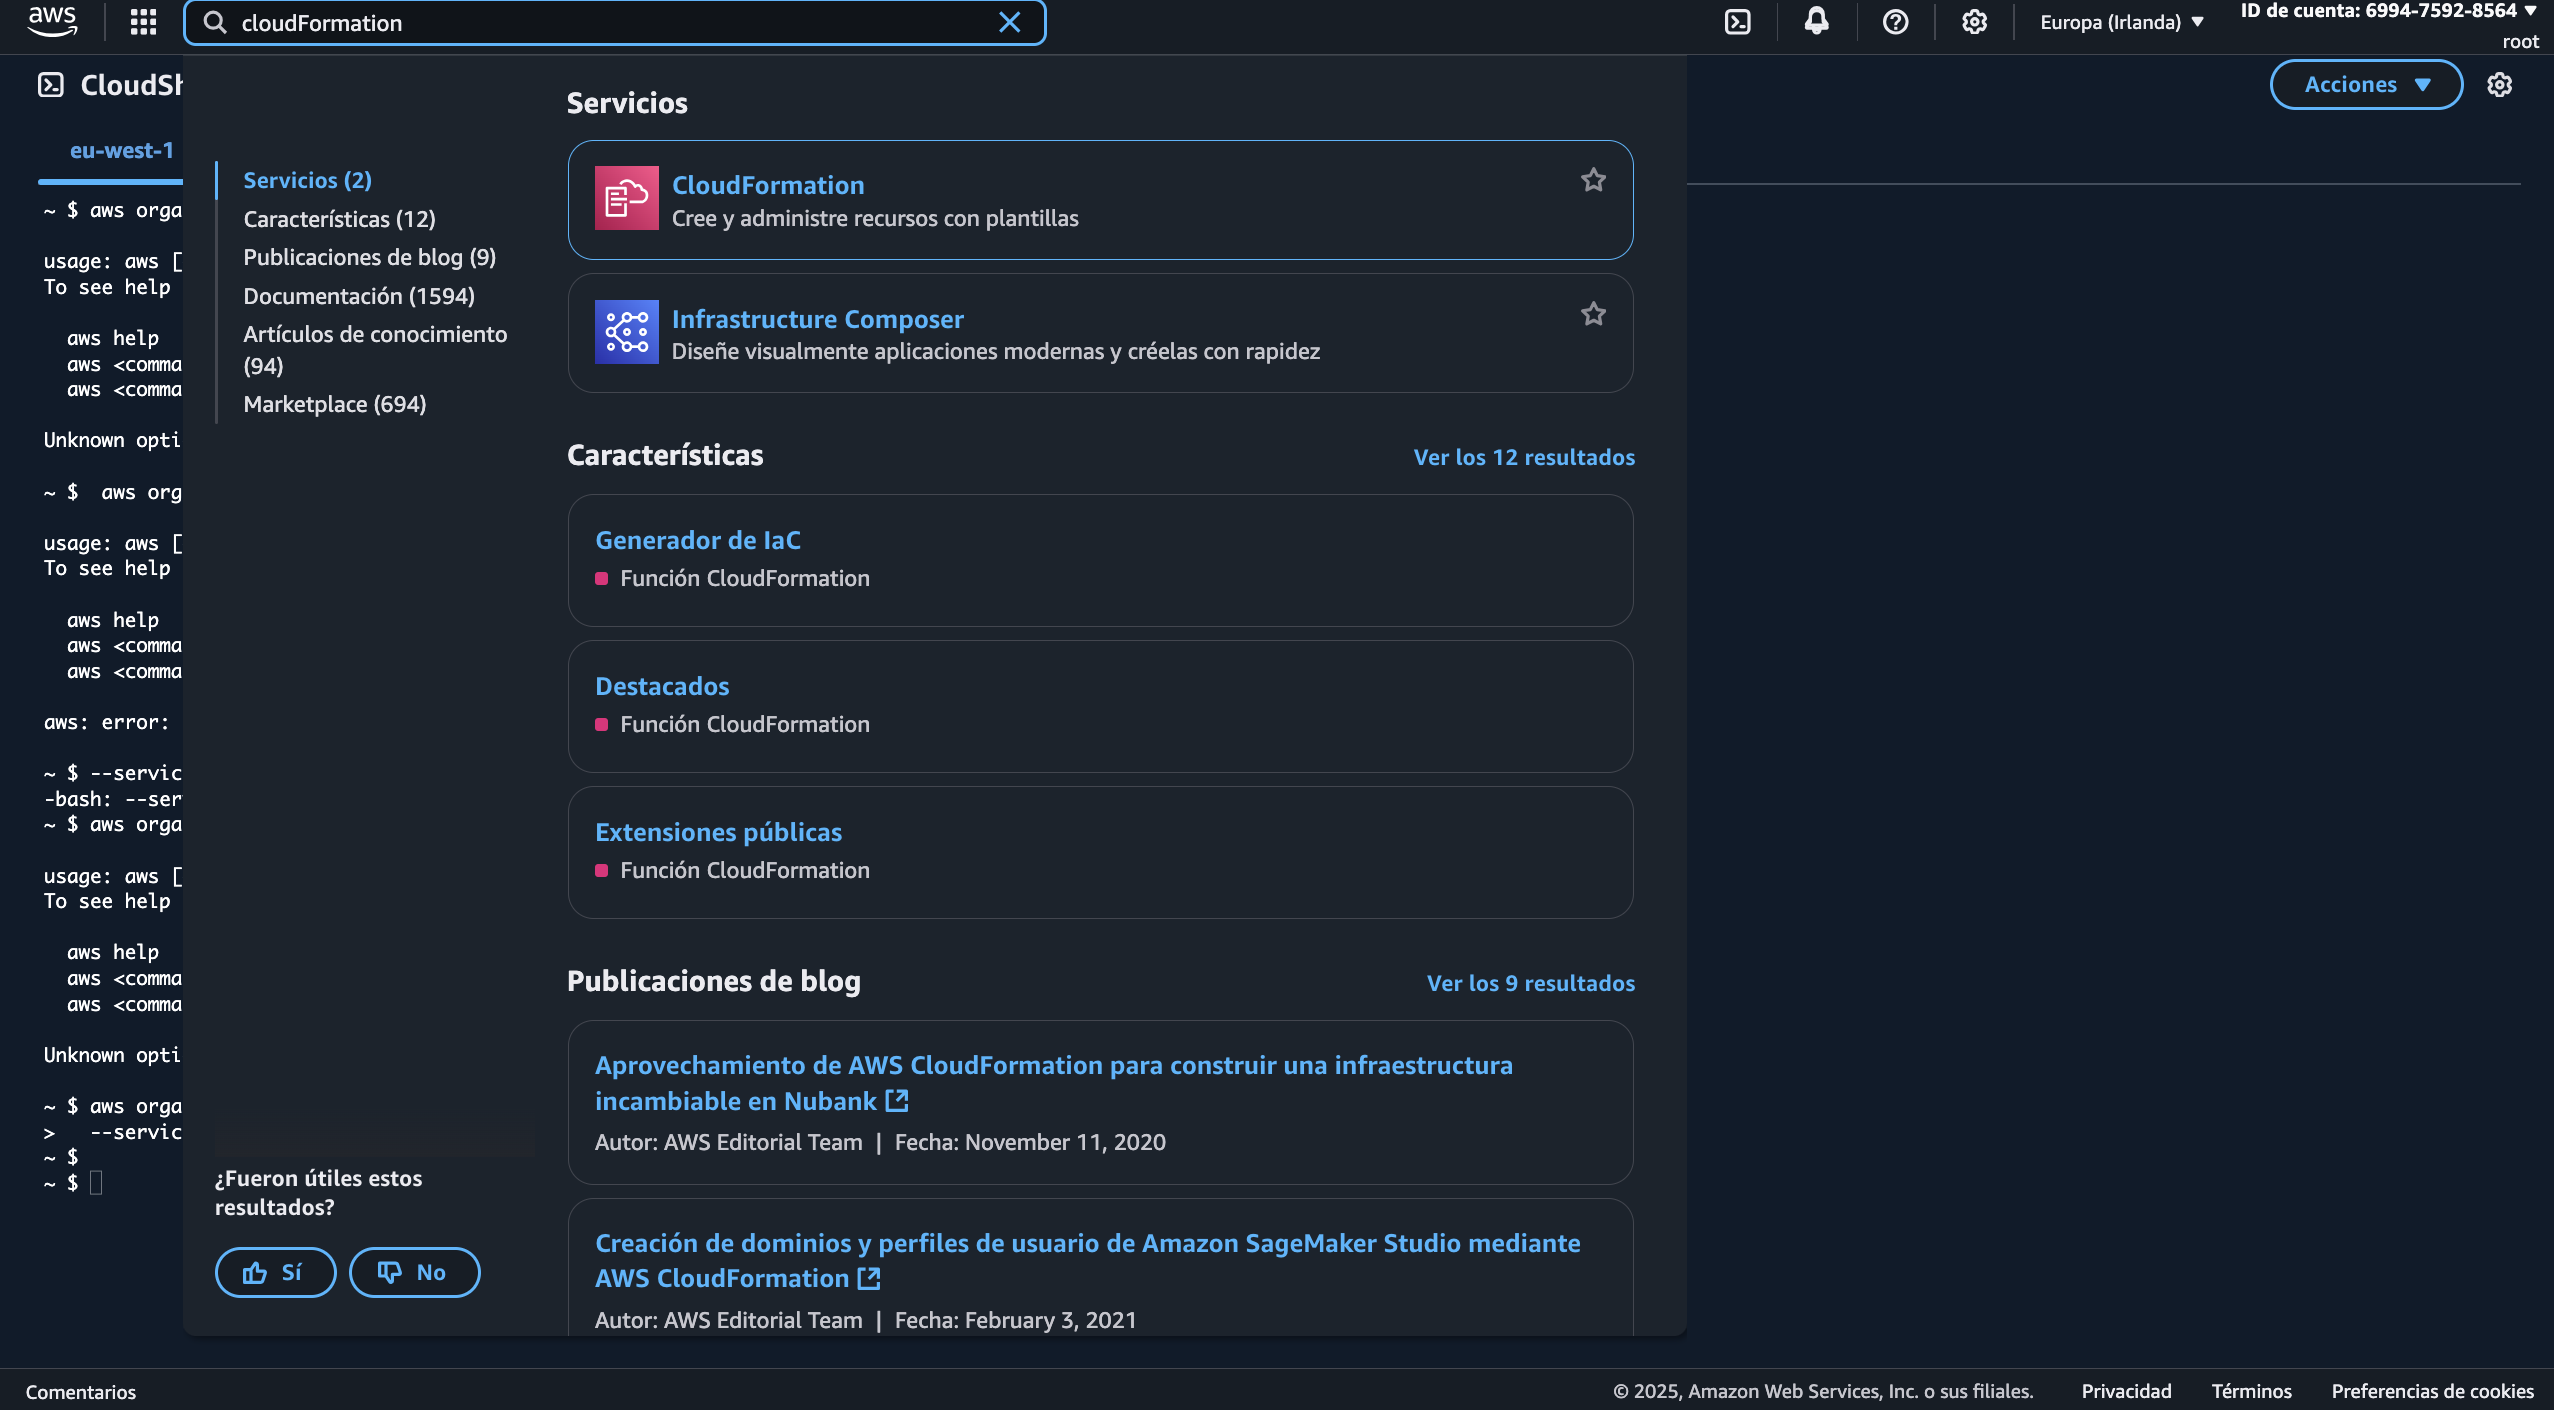 aws
cloudFormation
Europa (Irlanda)
ID de cuenta: 6994-7592-8564
root
CloudSh
Acciones
eu-west-1
~ $ aws orga
usage: aws [
To see help
aws help
aws <comma
aws <comma
Unknown opti
~ $  aws org
usage: aws [
To see help
aws help
aws <comma
aws <comma
aws: error:
~ $ --servic
-bash: --ser
~ $ aws orga
usage: aws [
To see help
aws help
aws <comma
aws <comma
Unknown opti
~ $ aws orga
>   --servic
~ $
~ $
Servicios (2)
Características (12)
Publicaciones de blog (9)
Documentación (1594)
Artículos de conocimiento
(94)
Marketplace (694)
¿Fueron útiles estos
resultados?
Sí
No
Servicios
CloudFormation
Cree y administre recursos con plantillas
Infrastructure Composer
Diseñe visualmente aplicaciones modernas y créelas con rapidez
Características
Ver los 12 resultados
Generador de IaC
Función CloudFormation
Destacados
Función CloudFormation
Extensiones públicas
Función CloudFormation
Publicaciones de blog
Ver los 9 resultados
Aprovechamiento de AWS CloudFormation para construir una infraestructura
incambiable en Nubank
Autor: AWS Editorial Team | Fecha: November 11, 2020
Creación de dominios y perfiles de usuario de Amazon SageMaker Studio mediante
AWS CloudFormation
Autor: AWS Editorial Team | Fecha: February 3, 2021
Comentarios
© 2025, Amazon Web Services, Inc. o sus filiales.
Privacidad
Términos
Preferencias de cookies